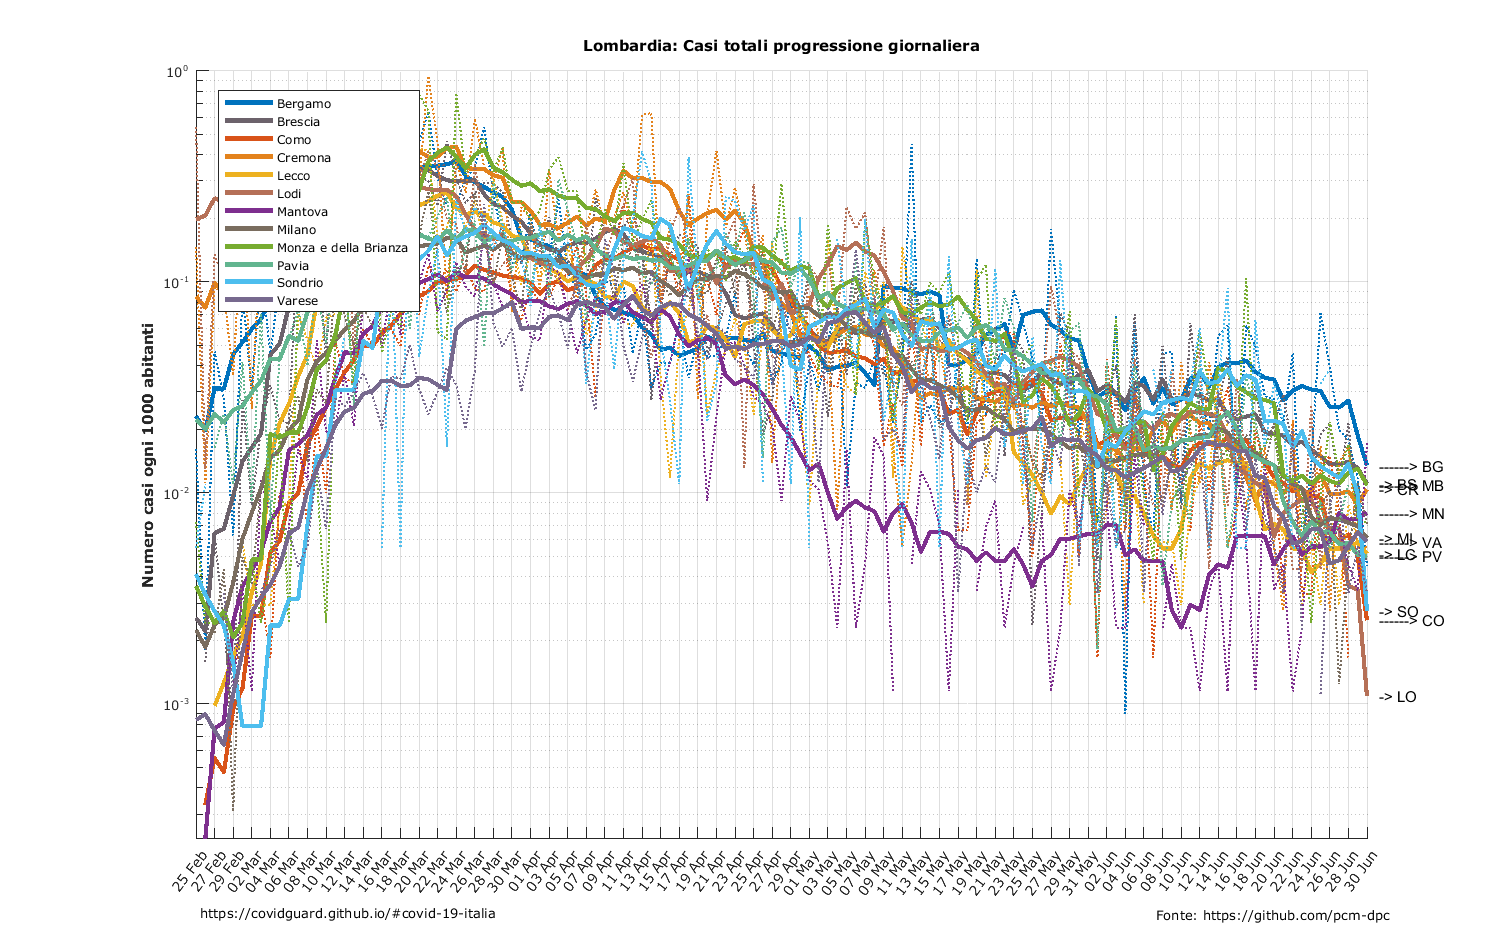 Lombardia: Casi totali progressione giornaliera
Numero casi ogni 1000 abitanti
10^0
10^-1
10^-2
10^-3
Bergamo
Brescia
Como
Cremona
Lecco
Lodi
Mantova
Milano
Monza e della Brianza
Pavia
Sondrio
Varese
------> BG
-> BS
------> MB
-> CR
------> MN
-> MI
------> VA
-> LC
------> PV
-> SO
------> CO
-> LO
25 Feb
27 Feb
29 Feb
02 Mar
04 Mar
06 Mar
08 Mar
10 Mar
12 Mar
14 Mar
16 Mar
18 Mar
20 Mar
22 Mar
24 Mar
26 Mar
28 Mar
30 Mar
01 Apr
03 Apr
05 Apr
07 Apr
09 Apr
11 Apr
13 Apr
15 Apr
17 Apr
19 Apr
21 Apr
23 Apr
25 Apr
27 Apr
29 Apr
01 May
03 May
05 May
07 May
09 May
11 May
13 May
15 May
17 May
19 May
21 May
23 May
25 May
27 May
29 May
31 May
02 Jun
04 Jun
06 Jun
08 Jun
10 Jun
12 Jun
14 Jun
16 Jun
18 Jun
20 Jun
22 Jun
24 Jun
26 Jun
28 Jun
30 Jun
https://covidguard.github.io/#covid-19-italia
Fonte: https://github.com/pcm-dpc